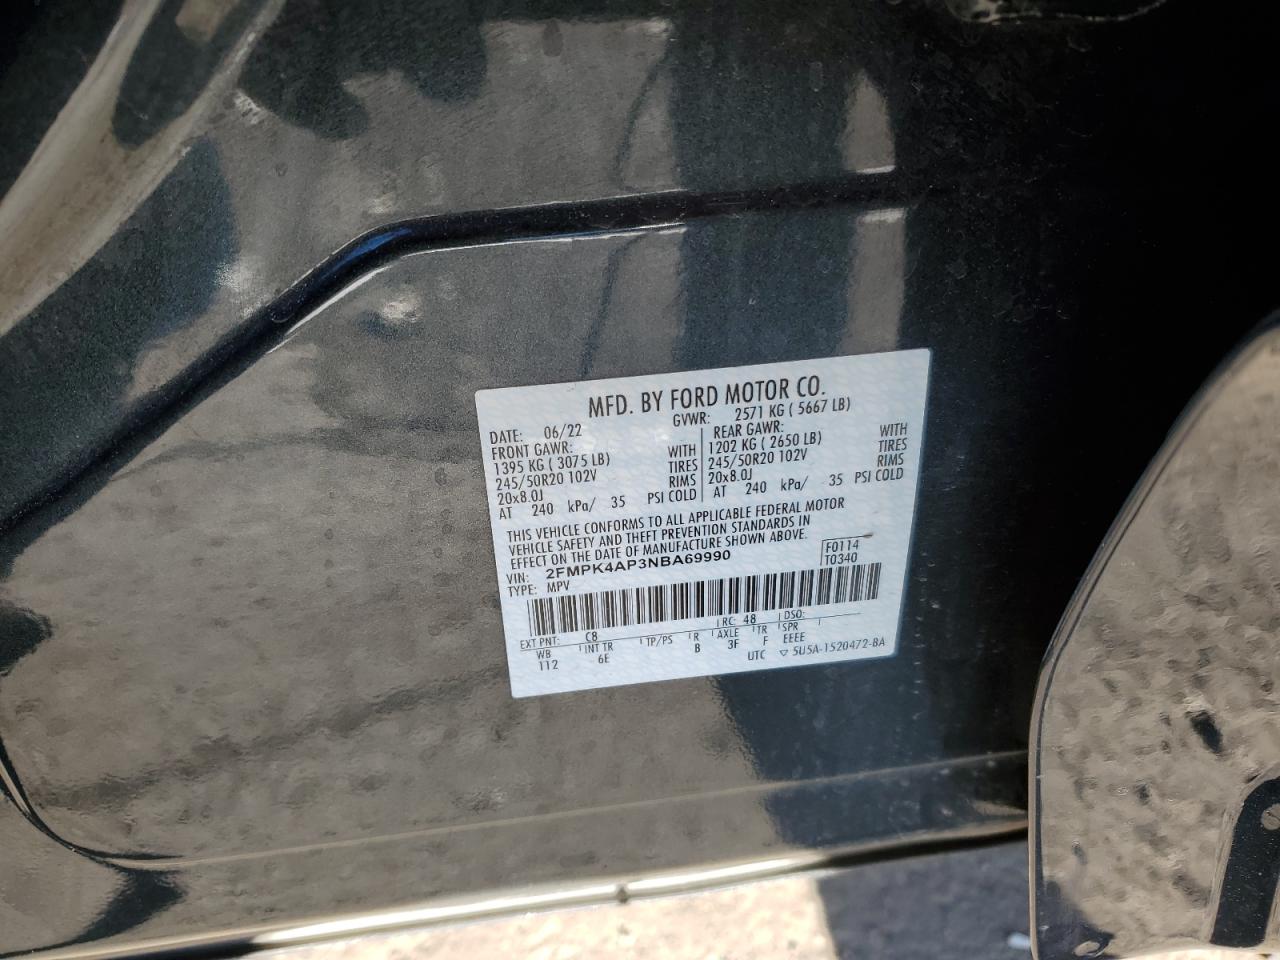 MFD. BY FORD MOTOR CO.
DATE: 06/22 GVWR: 2571 KG ( 5667 LB)
FRONT GAWR: REAR GAWR:
1395 KG ( 3075 LB) WITH 1202 KG ( 2650 LB) WITH
245/50R20 102V TIRES 245/50R20 102V TIRES
20x8.0J RIMS 20x8.0J RIMS
AT 240 kPa/ 35 PSI COLD AT 240 kPa/ 35 PSI COLD
THIS VEHICLE CONFORMS TO ALL APPLICABLE FEDERAL MOTOR
VEHICLE SAFETY AND THEFT PREVENTION STANDARDS IN
EFFECT ON THE DATE OF MANUFACTURE SHOWN ABOVE.
VIN: 2FMPK4AP3NBA69990 F0114
TYPE: MPV T0340
EXT PNT: C8 RC: 48 DSO:
WB INT TR TP/PS R AXLE TR SPR
112 6E B 3F F EEEE
UTC ▽ 5U5A-1520472-BA